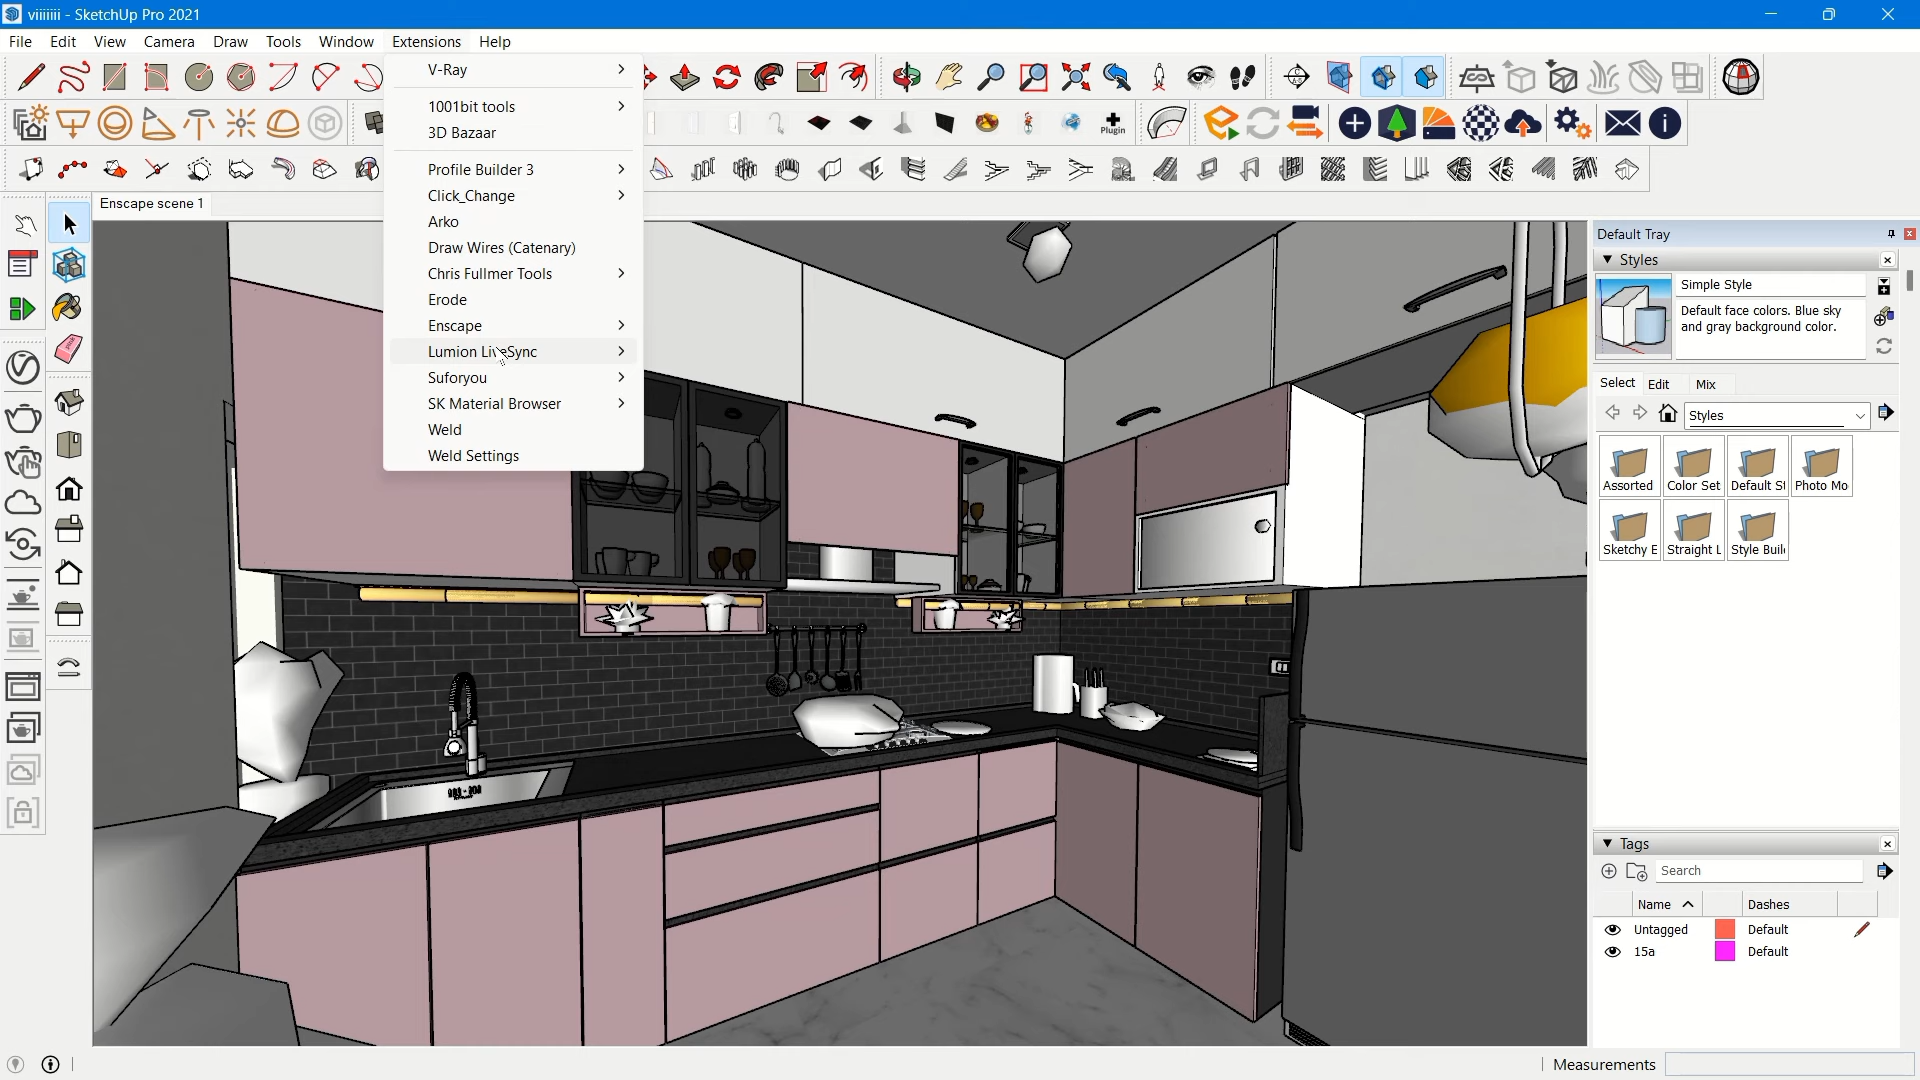 viiiiiii - SketchUp Pro 2021
File Edit View Camera Draw Tools Window Extensions Help
V-Ray
1001bit tools
3D Bazaar
Profile Builder 3
Click_Change
Arko
Draw Wires (Catenary)
Chris Fullmer Tools
Erode
Enscape
Lumion LiveSync
Suforyou
SK Material Browser
Weld
Weld Settings
Plugin
Enscape scene 1
Default Tray
Styles
Simple Style
Default face colors. Blue sky
and gray background color.
Select Edit Mix
Styles
Assorted Color Set Default St Photo Mo
Sketchy E Straight L Style Buil
Tags
Search
Name Dashes
Untagged Default
15a Default
Measurements